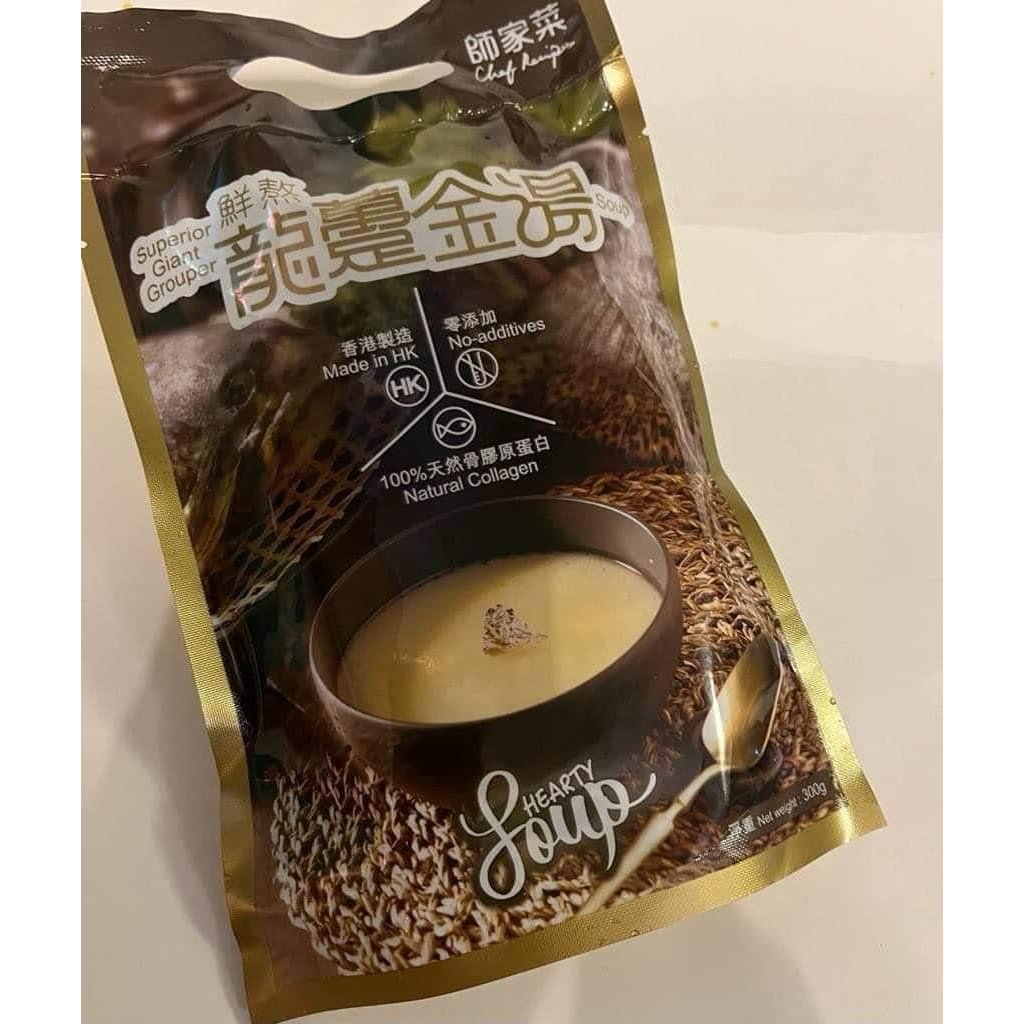 師家菜
Chef Recipe
鮮熬
龍躉金湯
Superior
Giant
Grouper
Soup
香港製造
Made in HK
HK
零添加
No-additives
100%天然骨膠原蛋白
Natural Collagen
HEARTY
Soup
淨重 Net weight : 300g